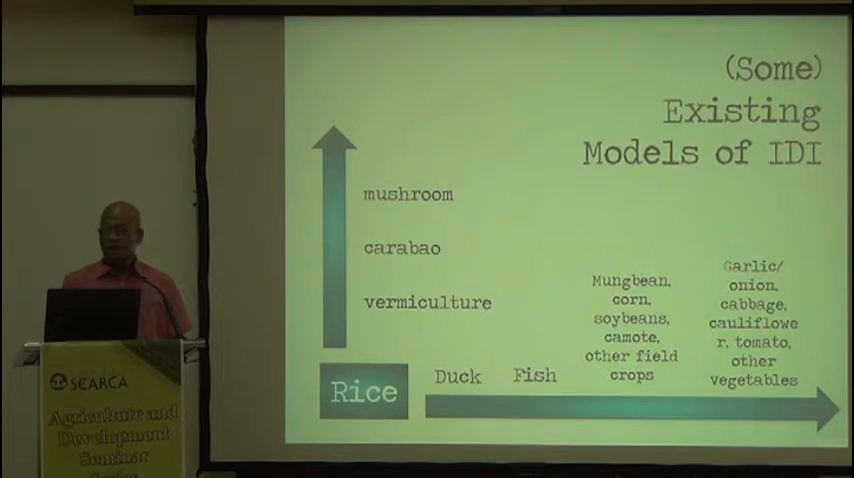 (Some)
Existing
Models of IDI
mushroom
carabao
vermiculture
Mungbean,
corn,
soybeans,
camote,
other field
crops
Garlic/
onion,
cabbage,
cauliflowe
r, tomato,
other
vegetables
Rice
Duck
Fish
SEARCA
Agriculture and
Development
Seminar
Series